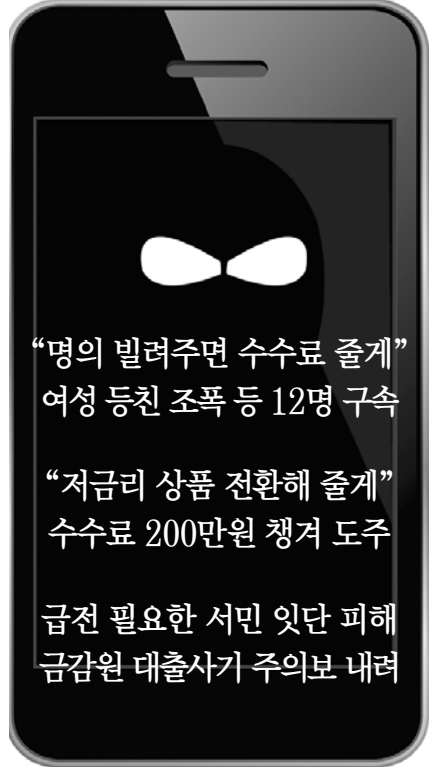 “명의 빌려주면 수수료 줄게”
여성 등친 조폭 등 12명 구속
“저금리 상품 전환해 줄게”
수수료 200만원 챙겨 도주
급전 필요한 서민 잇단 피해
금감원 대출사기 주의보 내려